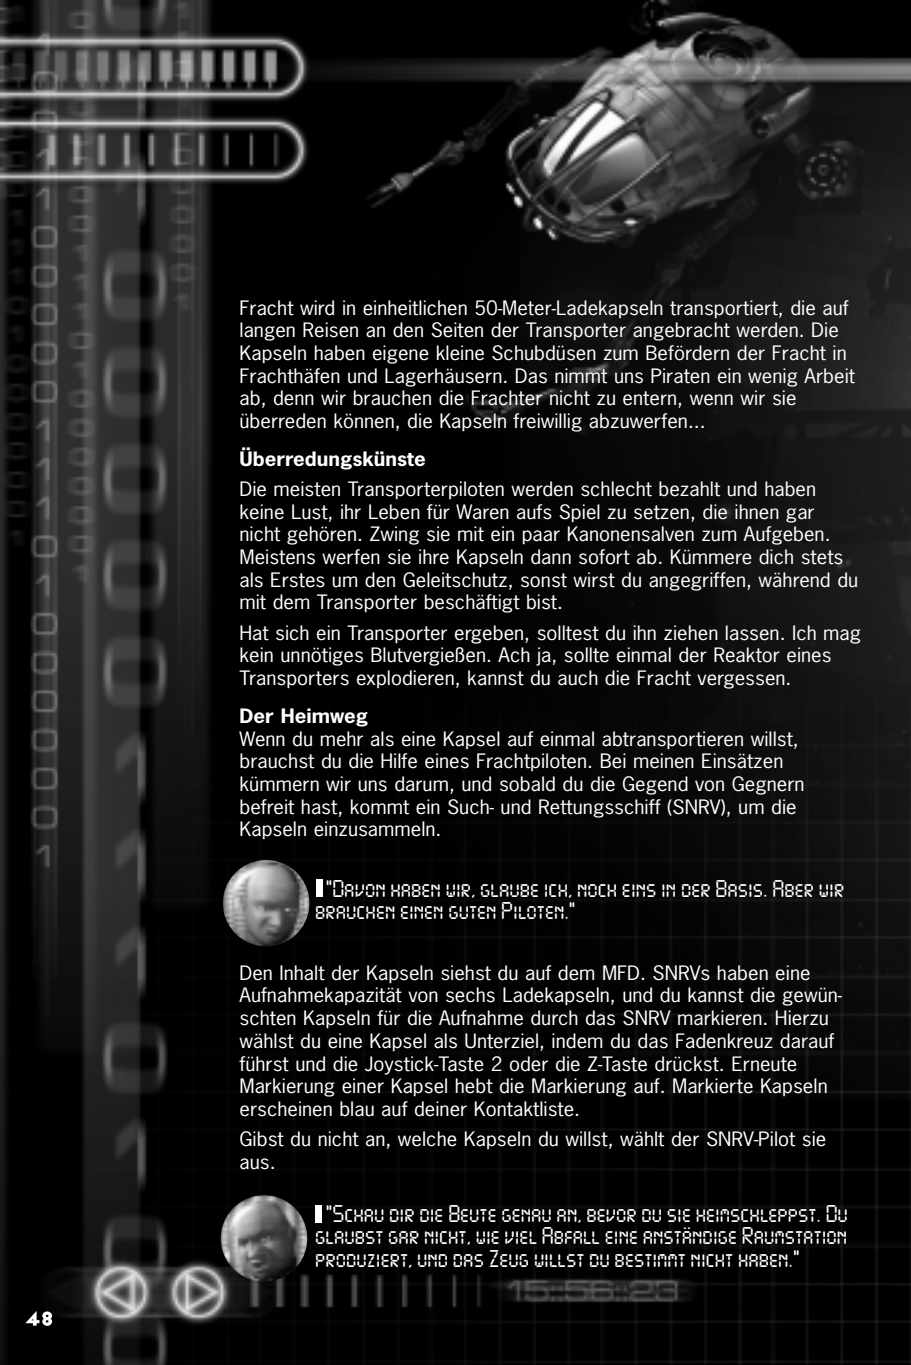 Fracht wird in einheitlichen 50-Meter-Ladekapseln transportiert, die auf
langen Reisen an den Seiten der Transporter angebracht werden. Die
Kapseln haben eigene kleine Schubdüsen zum Befördern der Fracht in
Frachthäfen und Lagerhäusern. Das nimmt uns Piraten ein wenig Arbeit
ab, denn wir brauchen die Frachter nicht zu entern, wenn wir sie
überreden können, die Kapseln freiwillig abzuwerfen...
Überredungskünste
Die meisten Transporterpiloten werden schlecht bezahlt und haben
keine Lust, ihr Leben für Waren aufs Spiel zu setzen, die ihnen gar
nicht gehören. Zwing sie mit ein paar Kanonensalven zum Aufgeben.
Meistens werfen sie ihre Kapseln dann sofort ab. Kümmere dich stets
als Erstes um den Geleitschutz, sonst wirst du angegriffen, während du
mit dem Transporter beschäftigt bist.
Hat sich ein Transporter ergeben, solltest du ihn ziehen lassen. Ich mag
kein unnötiges Blutvergießen. Ach ja, sollte einmal der Reaktor eines
Transporters explodieren, kannst du auch die Fracht vergessen.
Der Heimweg
Wenn du mehr als eine Kapsel auf einmal abtransportieren willst,
brauchst du die Hilfe eines Frachtpiloten. Bei meinen Einsätzen
kümmern wir uns darum, und sobald du die Gegend von Gegnern
befreit hast, kommt ein Such- und Rettungsschiff (SNRV), um die
Kapseln einzusammeln.
"Davon haben wir, glaube ich, noch eins in der Basis. Aber wir
brauchen einen guten Piloten."
Den Inhalt der Kapseln siehst du auf dem MFD. SNRVs haben eine
Aufnahmekapazität von sechs Ladekapseln, und du kannst die gewün-
schten Kapseln für die Aufnahme durch das SNRV markieren. Hierzu
wählst du eine Kapsel als Unterziel, indem du das Fadenkreuz darauf
führst und die Joystick-Taste 2 oder die Z-Taste drückst. Erneute
Markierung einer Kapsel hebt die Markierung auf. Markierte Kapseln
erscheinen blau auf deiner Kontaktliste.
Gibst du nicht an, welche Kapseln du willst, wählt der SNRV-Pilot sie
aus.
"Schau dir die Beute genau an, bevor du sie heimschleppst. Du
glaubst gar nicht, wie viel Abfall eine anständige Raumstation
produziert, und das Zeug willst du bestimmt nicht haben."
15::56::23
48